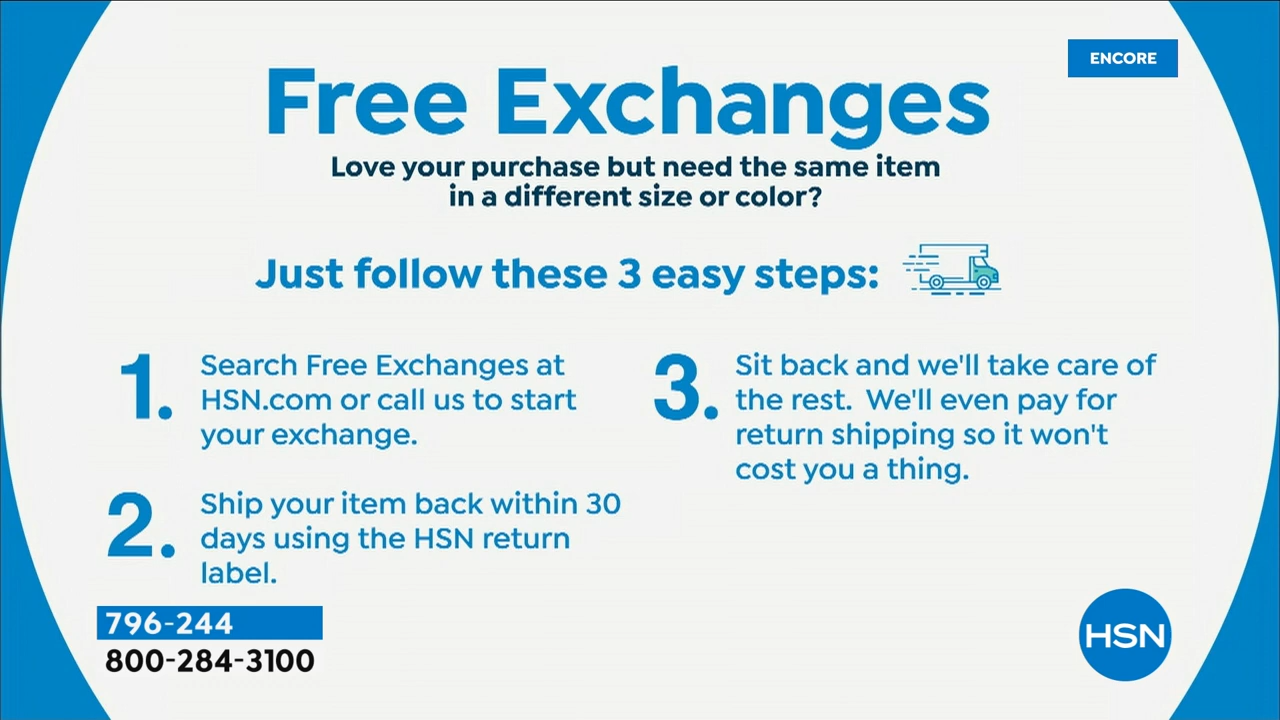 ENCORE
Free Exchanges
Love your purchase but need the same item
in a different size or color?
Just follow these 3 easy steps:
1. Search Free Exchanges at
HSN.com or call us to start
your exchange.
2. Ship your item back within 30
days using the HSN return
label.
3. Sit back and we'll take care of
the rest. We'll even pay for
return shipping so it won't
cost you a thing.
796-244
800-284-3100
HSN